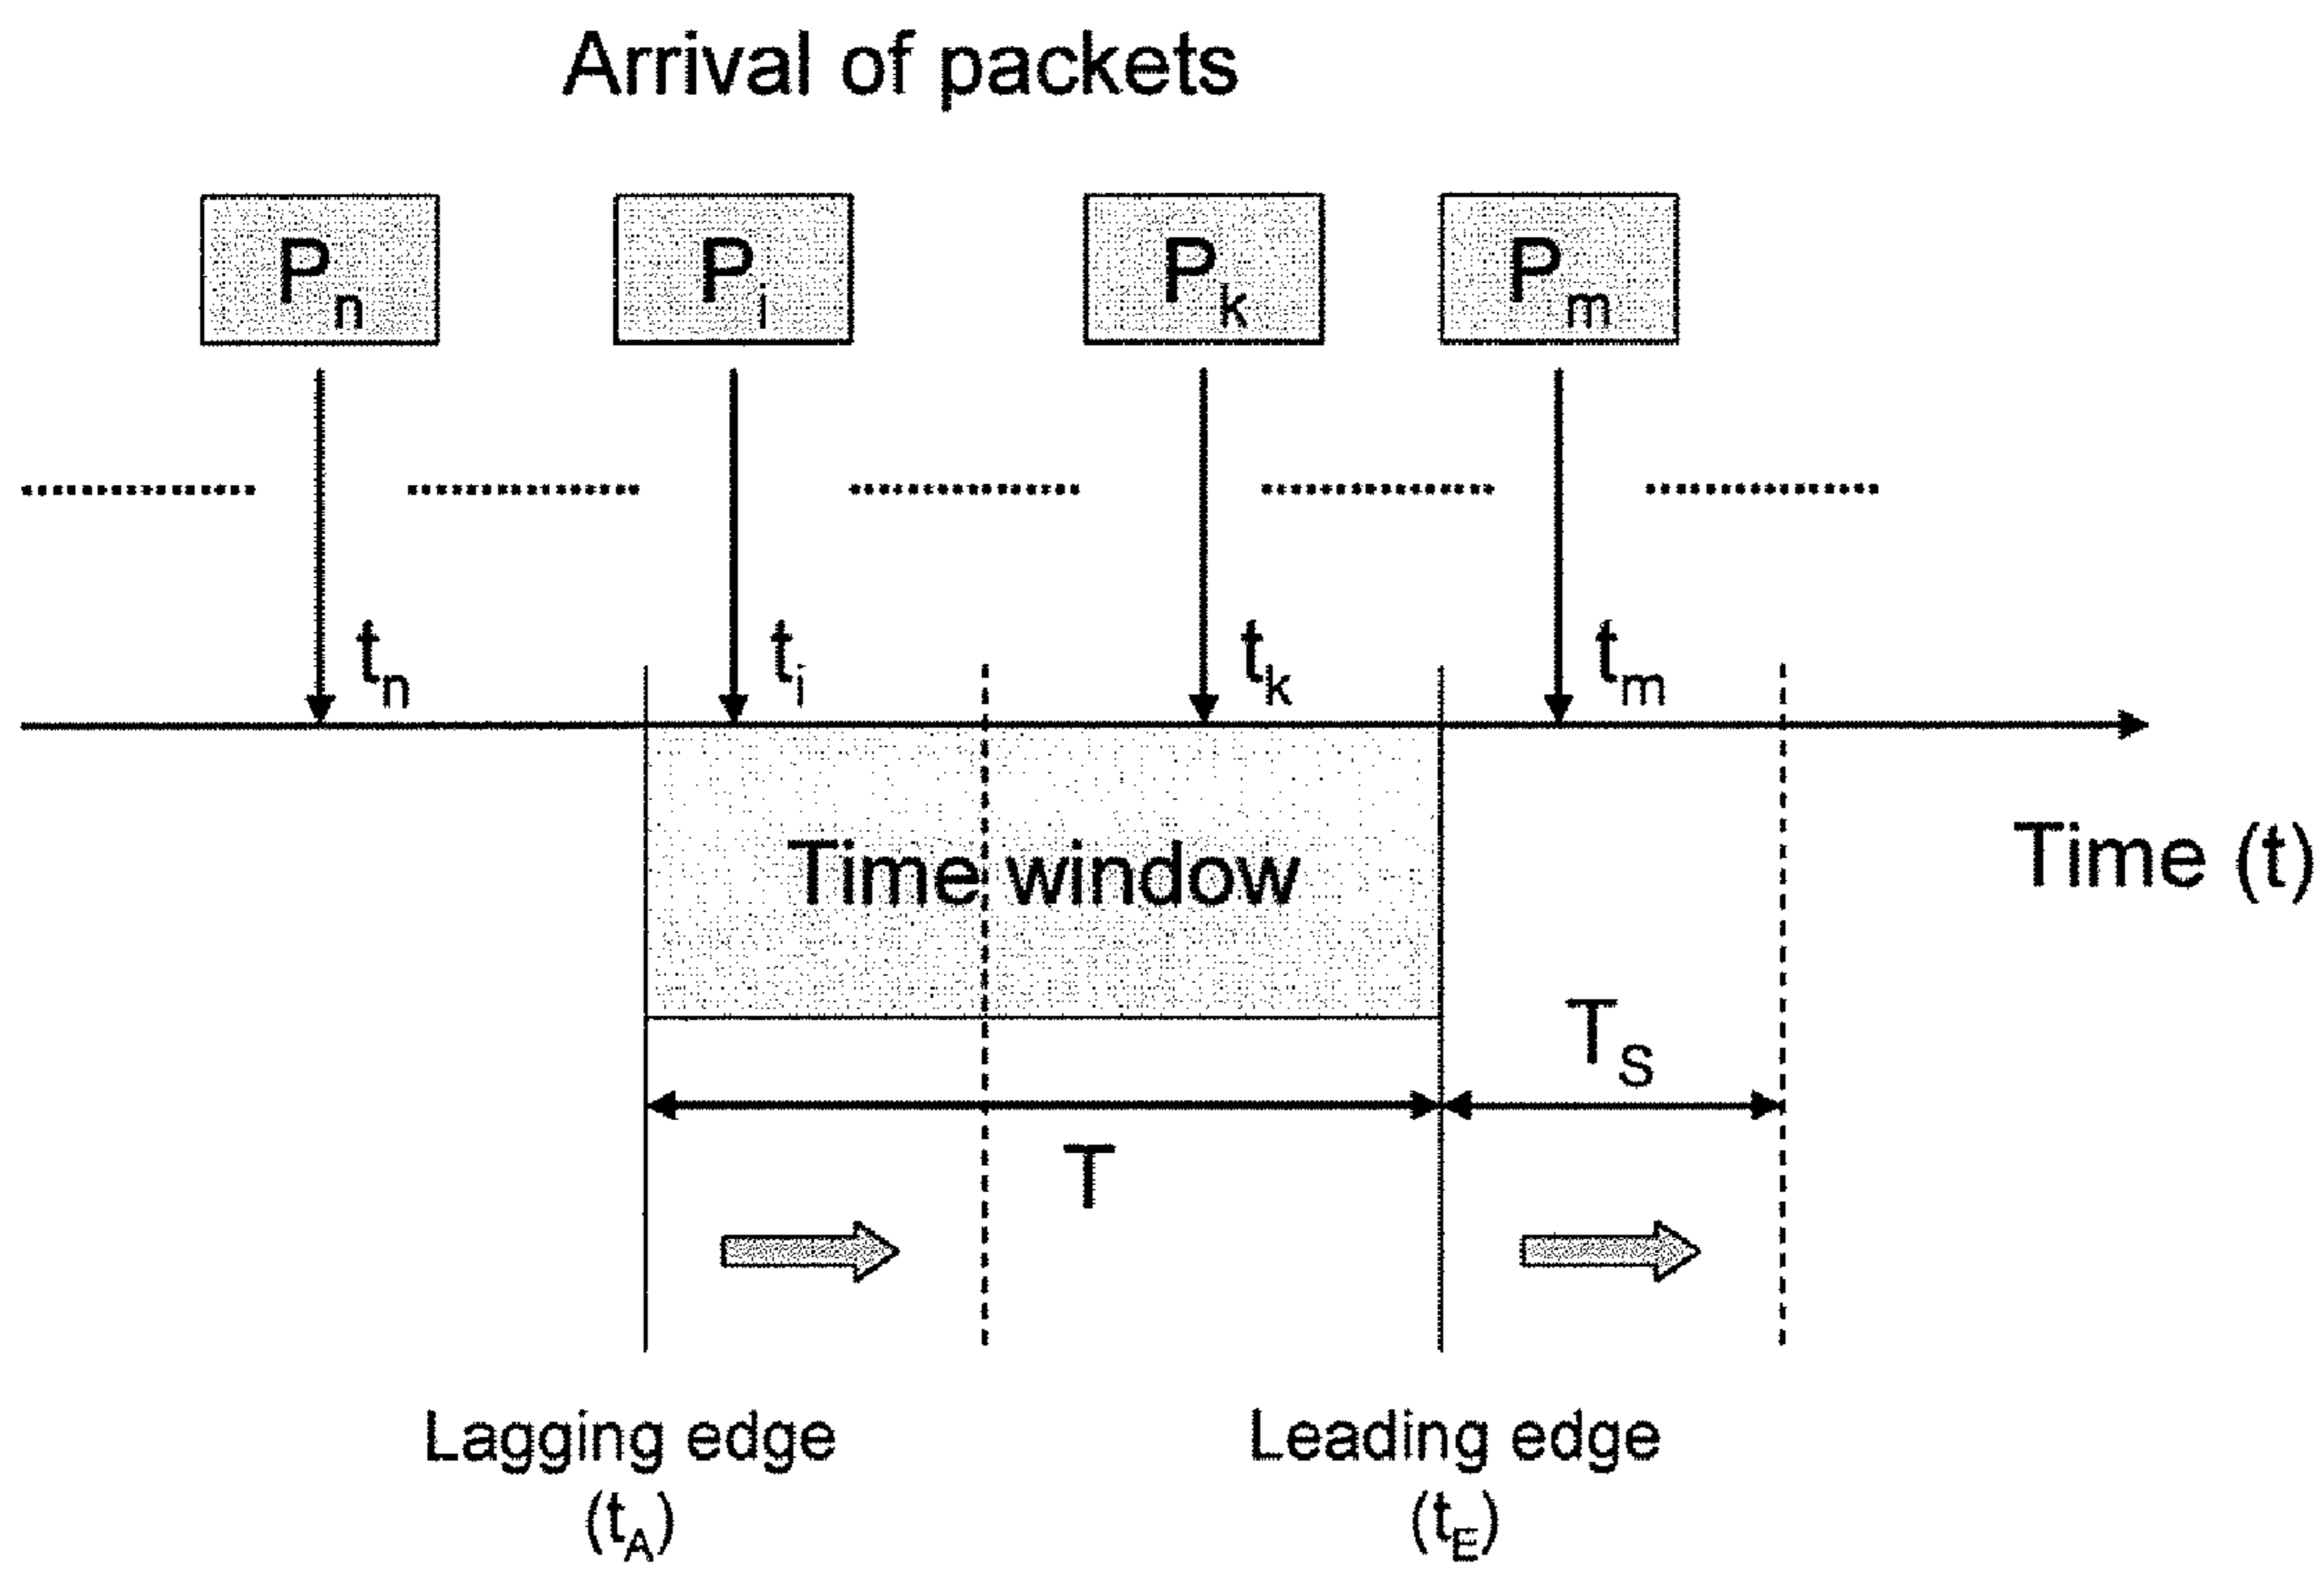 Arrival of packets
Pn Pi Pk Pm
tn ti tk tm
Time (t)
Time window
TS
T
Lagging edge
(tA)
Leading edge
(tE)